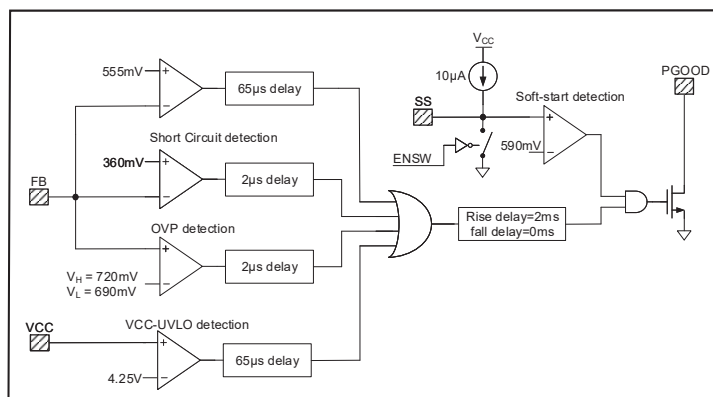 555mV
65µs delay
VCC
10µA
SS
Soft-start detection
590mV
ENSW
PGOOD
Short Circuit detection
360mV
2µs delay
FB
OVP detection
VH = 720mV
VL = 690mV
2µs delay
Rise delay=2ms
fall delay=0ms
VCC-UVLO detection
VCC
4.25V
65µs delay